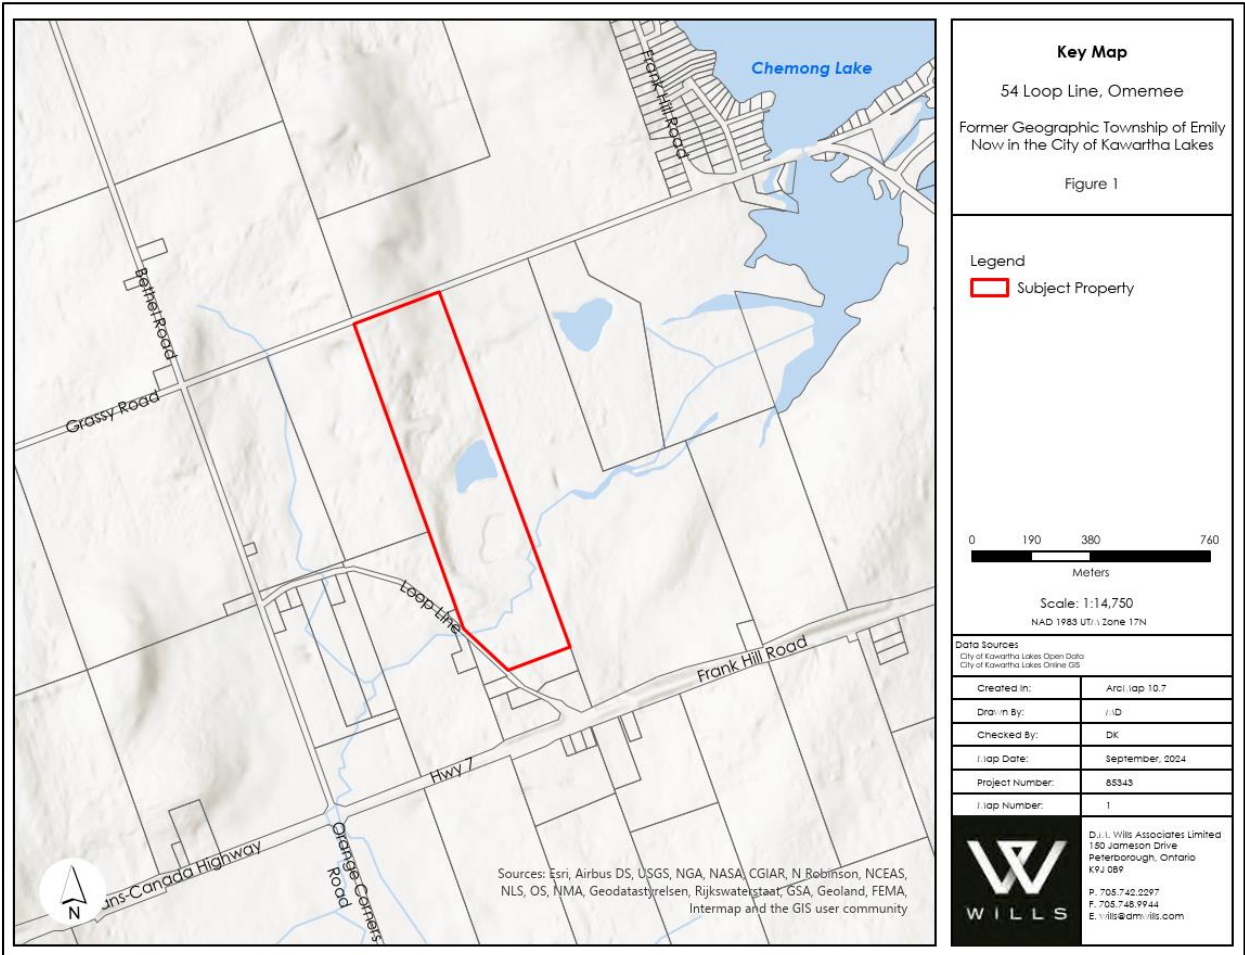 Chemong Lake
Frank Hill Road
Bethel Road
Grassy Road
Loop Line
Frank Hill Road
Hwy 7
ans-Canada Highway
Orange Corners
Road
N
Sources: Esri, Airbus DS, USGS, NGA, NASA, CGIAR, N Robinson, NCEAS,
NLS, OS, NMA, Geodatastyrelsen, Rijkswaterstaat, GSA, Geoland, FEMA,
Intermap and the GIS user community
Key Map
54 Loop Line, Omemee
Former Geographic Township of Emily
Now in the City of Kawartha Lakes
Figure 1
Legend
Subject Property
0 190 380 760
Meters
Scale: 1:14,750
NAD 1983 UTM Zone 17N
Data Sources
City of Kawartha Lakes Open Data
City of Kawartha Lakes Online GIS
Created In: ArcMap 10.7
Drawn By: MD
Checked By: DK
Map Date: September, 2024
Project Number: 85343
Map Number: 1
WILLS
D.M. Wills Associates Limited
150 Jameson Drive
Peterborough, Ontario
K9J 0B9
P. 705.742.2297
F. 705.748.9944
E. wills@dmwills.com